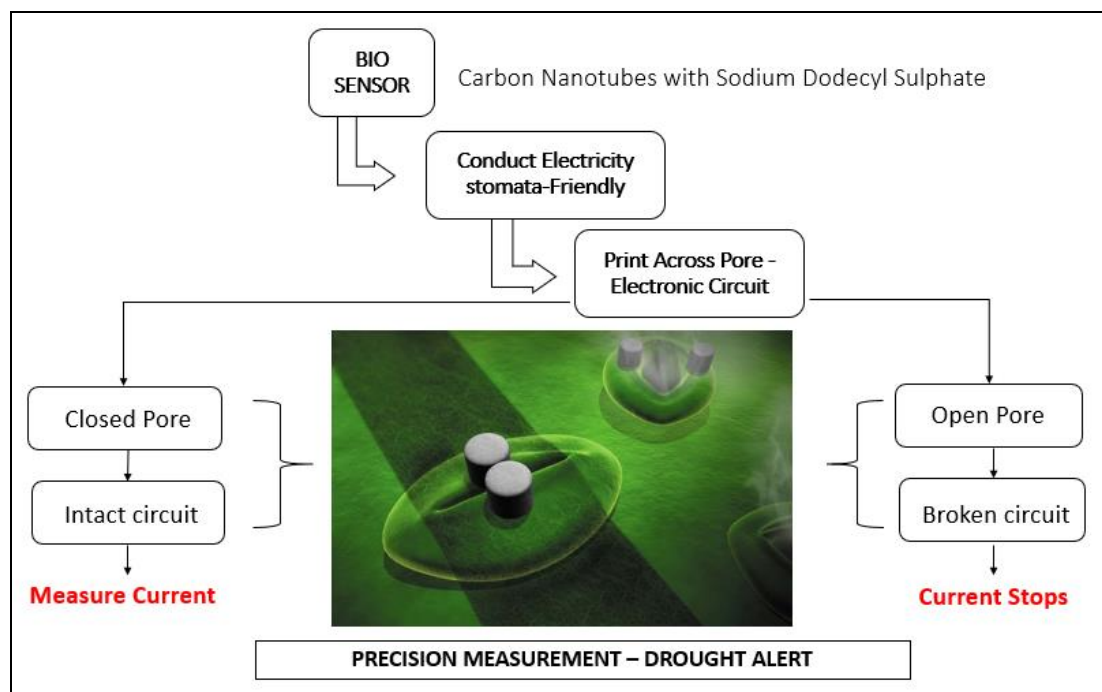 BIO
SENSOR
Carbon Nanotubes with Sodium Dodecyl Sulphate
Conduct Electricity
stomata-Friendly
Print Across Pore -
Electronic Circuit
Closed Pore
Open Pore
Intact circuit
Broken circuit
Measure Current
Current Stops
PRECISION MEASUREMENT – DROUGHT ALERT